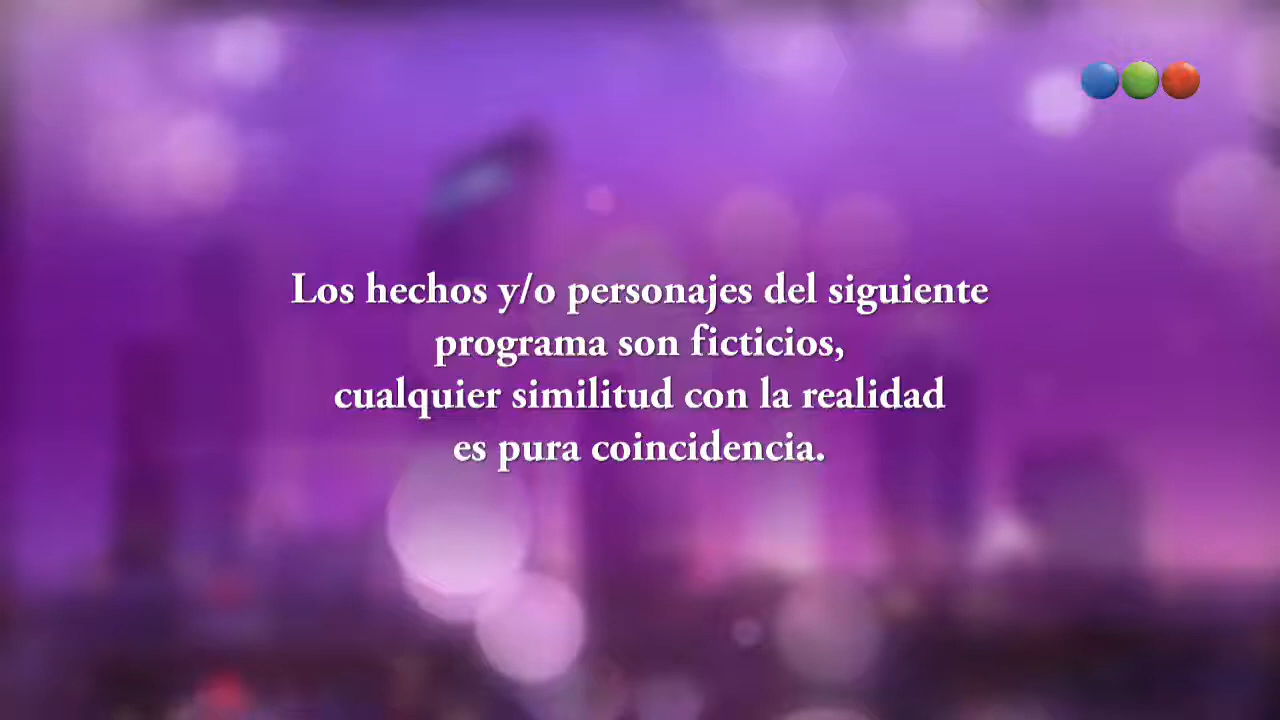 Los hechos y/o personajes del siguiente
programa son ficticios,
cualquier similitud con la realidad
es pura coincidencia.